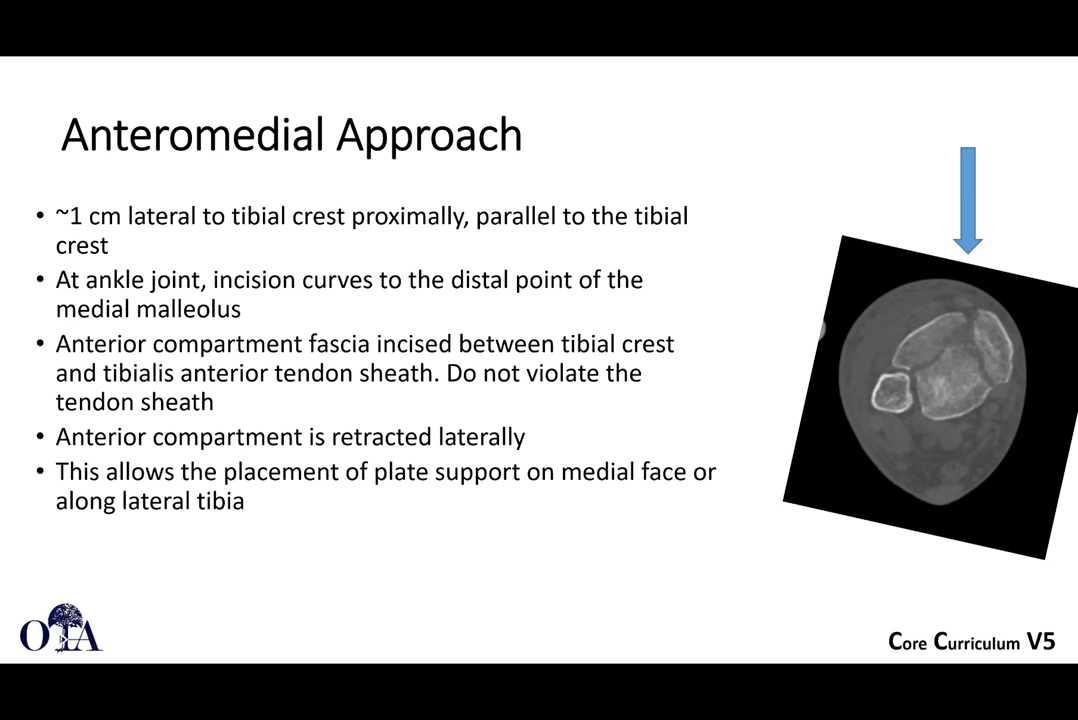 Anteromedial Approach
• ~1 cm lateral to tibial crest proximally, parallel to the tibial
crest
• At ankle joint, incision curves to the distal point of the
medial malleolus
• Anterior compartment fascia incised between tibial crest
and tibialis anterior tendon sheath. Do not violate the
tendon sheath
• Anterior compartment is retracted laterally
• This allows the placement of plate support on medial face or
along lateral tibia
OTA
Core Curriculum V5